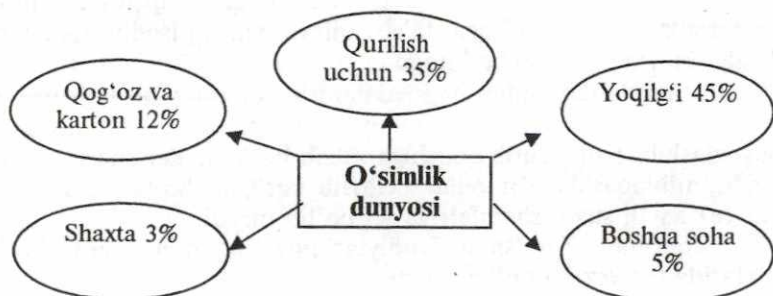 Qurilish
uchun 35%
Qog‘oz va
karton 12%
Yoqilg‘i 45%
O‘simlik
dunyosi
Shaxta 3%
Boshqa soha
5%